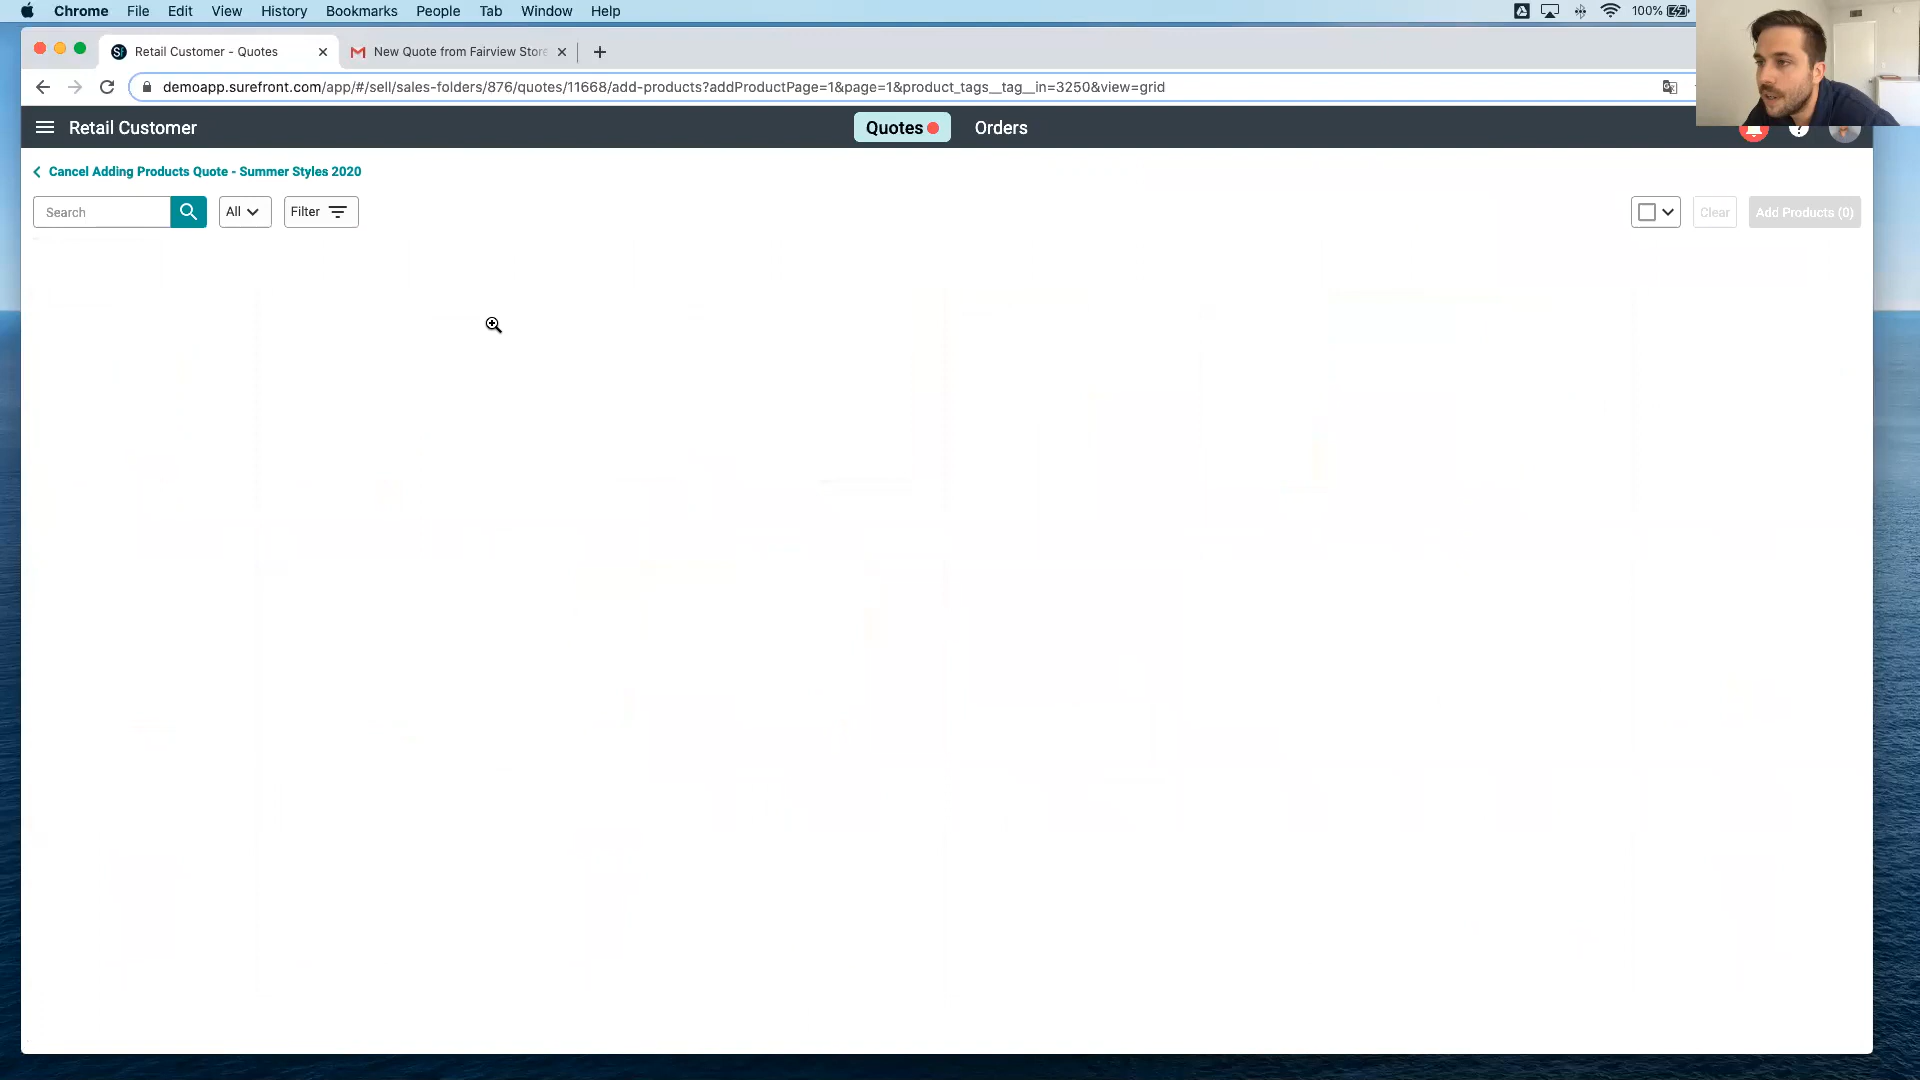 Chrome File Edit View History Bookmarks People Tab Window Help 100%
Retail Customer - Quotes
New Quote from Fairview Store
demoapp.surefront.com/app/#/sell/sales-folders/876/quotes/11668/add-products?addProductPage=1&page=1&product_tags__tag__in=3250&view=grid
Retail Customer Quotes Orders
Cancel Adding Products Quote - Summer Styles 2020
Search All Filter Clear Add Products (0)